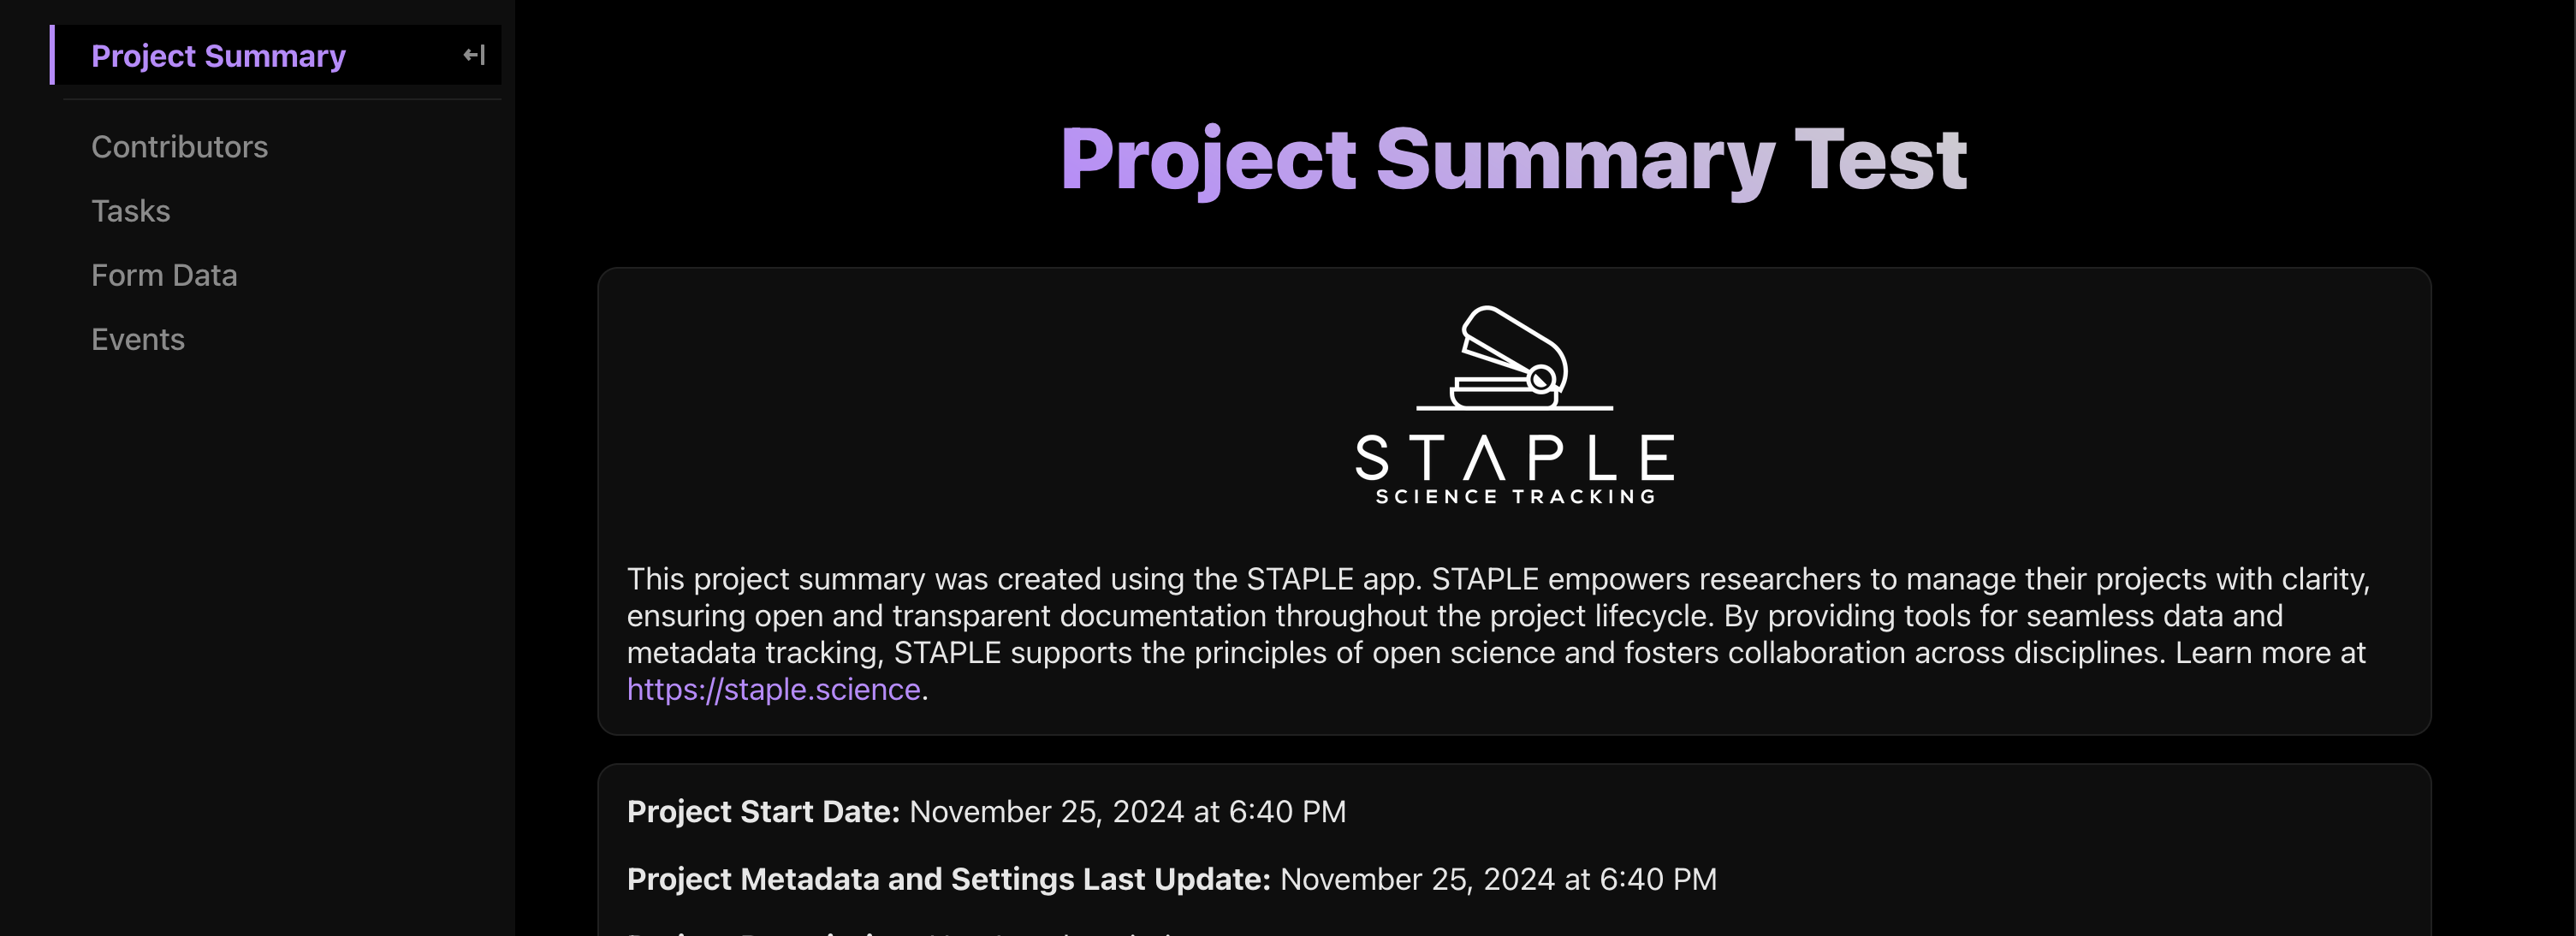 Project Summary
Contributors
Tasks
Form Data
Events
Project Summary Test
STAPLE
SCIENCE TRACKING
This project summary was created using the STAPLE app. STAPLE empowers researchers to manage their projects with clarity,
ensuring open and transparent documentation throughout the project lifecycle. By providing tools for seamless data and
metadata tracking, STAPLE supports the principles of open science and fosters collaboration across disciplines. Learn more at
https://staple.science.
Project Start Date: November 25, 2024 at 6:40 PM
Project Metadata and Settings Last Update: November 25, 2024 at 6:40 PM